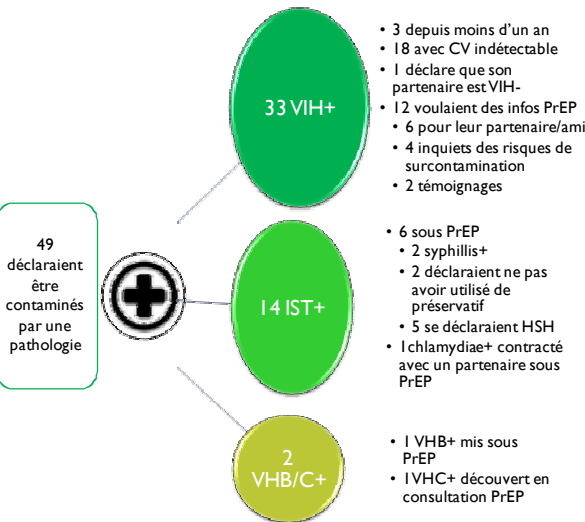 49
déclaraient
être
contaminés
par une
pathologie
33 VIH+
• 3 depuis moins d'un an
• 18 avec CV indétectable
• 1 déclare que son
partenaire est VIH-
• 12 voulaient des infos PrEP
• 6 pour leur partenaire/ami
• 4 inquiets des risques de
surcontamination
• 2 témoignages
14 IST+
• 6 sous PrEP
• 2 syphillis+
• 2 déclaraient ne pas
avoir utilisé de
préservatif
• 5 se déclaraient HSH
• 1chlamydiae+ contracté
avec un partenaire sous
PrEP
2
VHB/C+
• 1 VHB+ mis sous
PrEP
• 1VHC+ découvert en
consultation PrEP